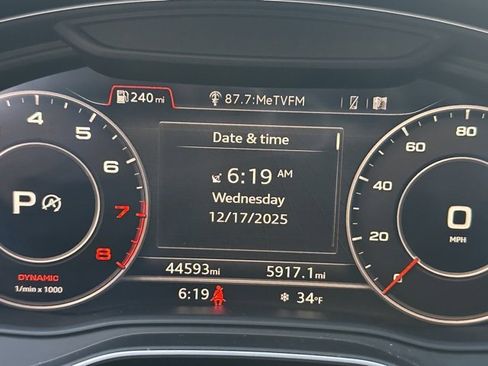 240 mi
87.7:MeTVFM
Date & time
6:19 AM
Wednesday
12/17/2025
4 5 6 7 8
P
DYNAMIC
1/min x 1000
0 20 40 60 80
0
MPH
44593mi
5917.1mi
6:19
34°F